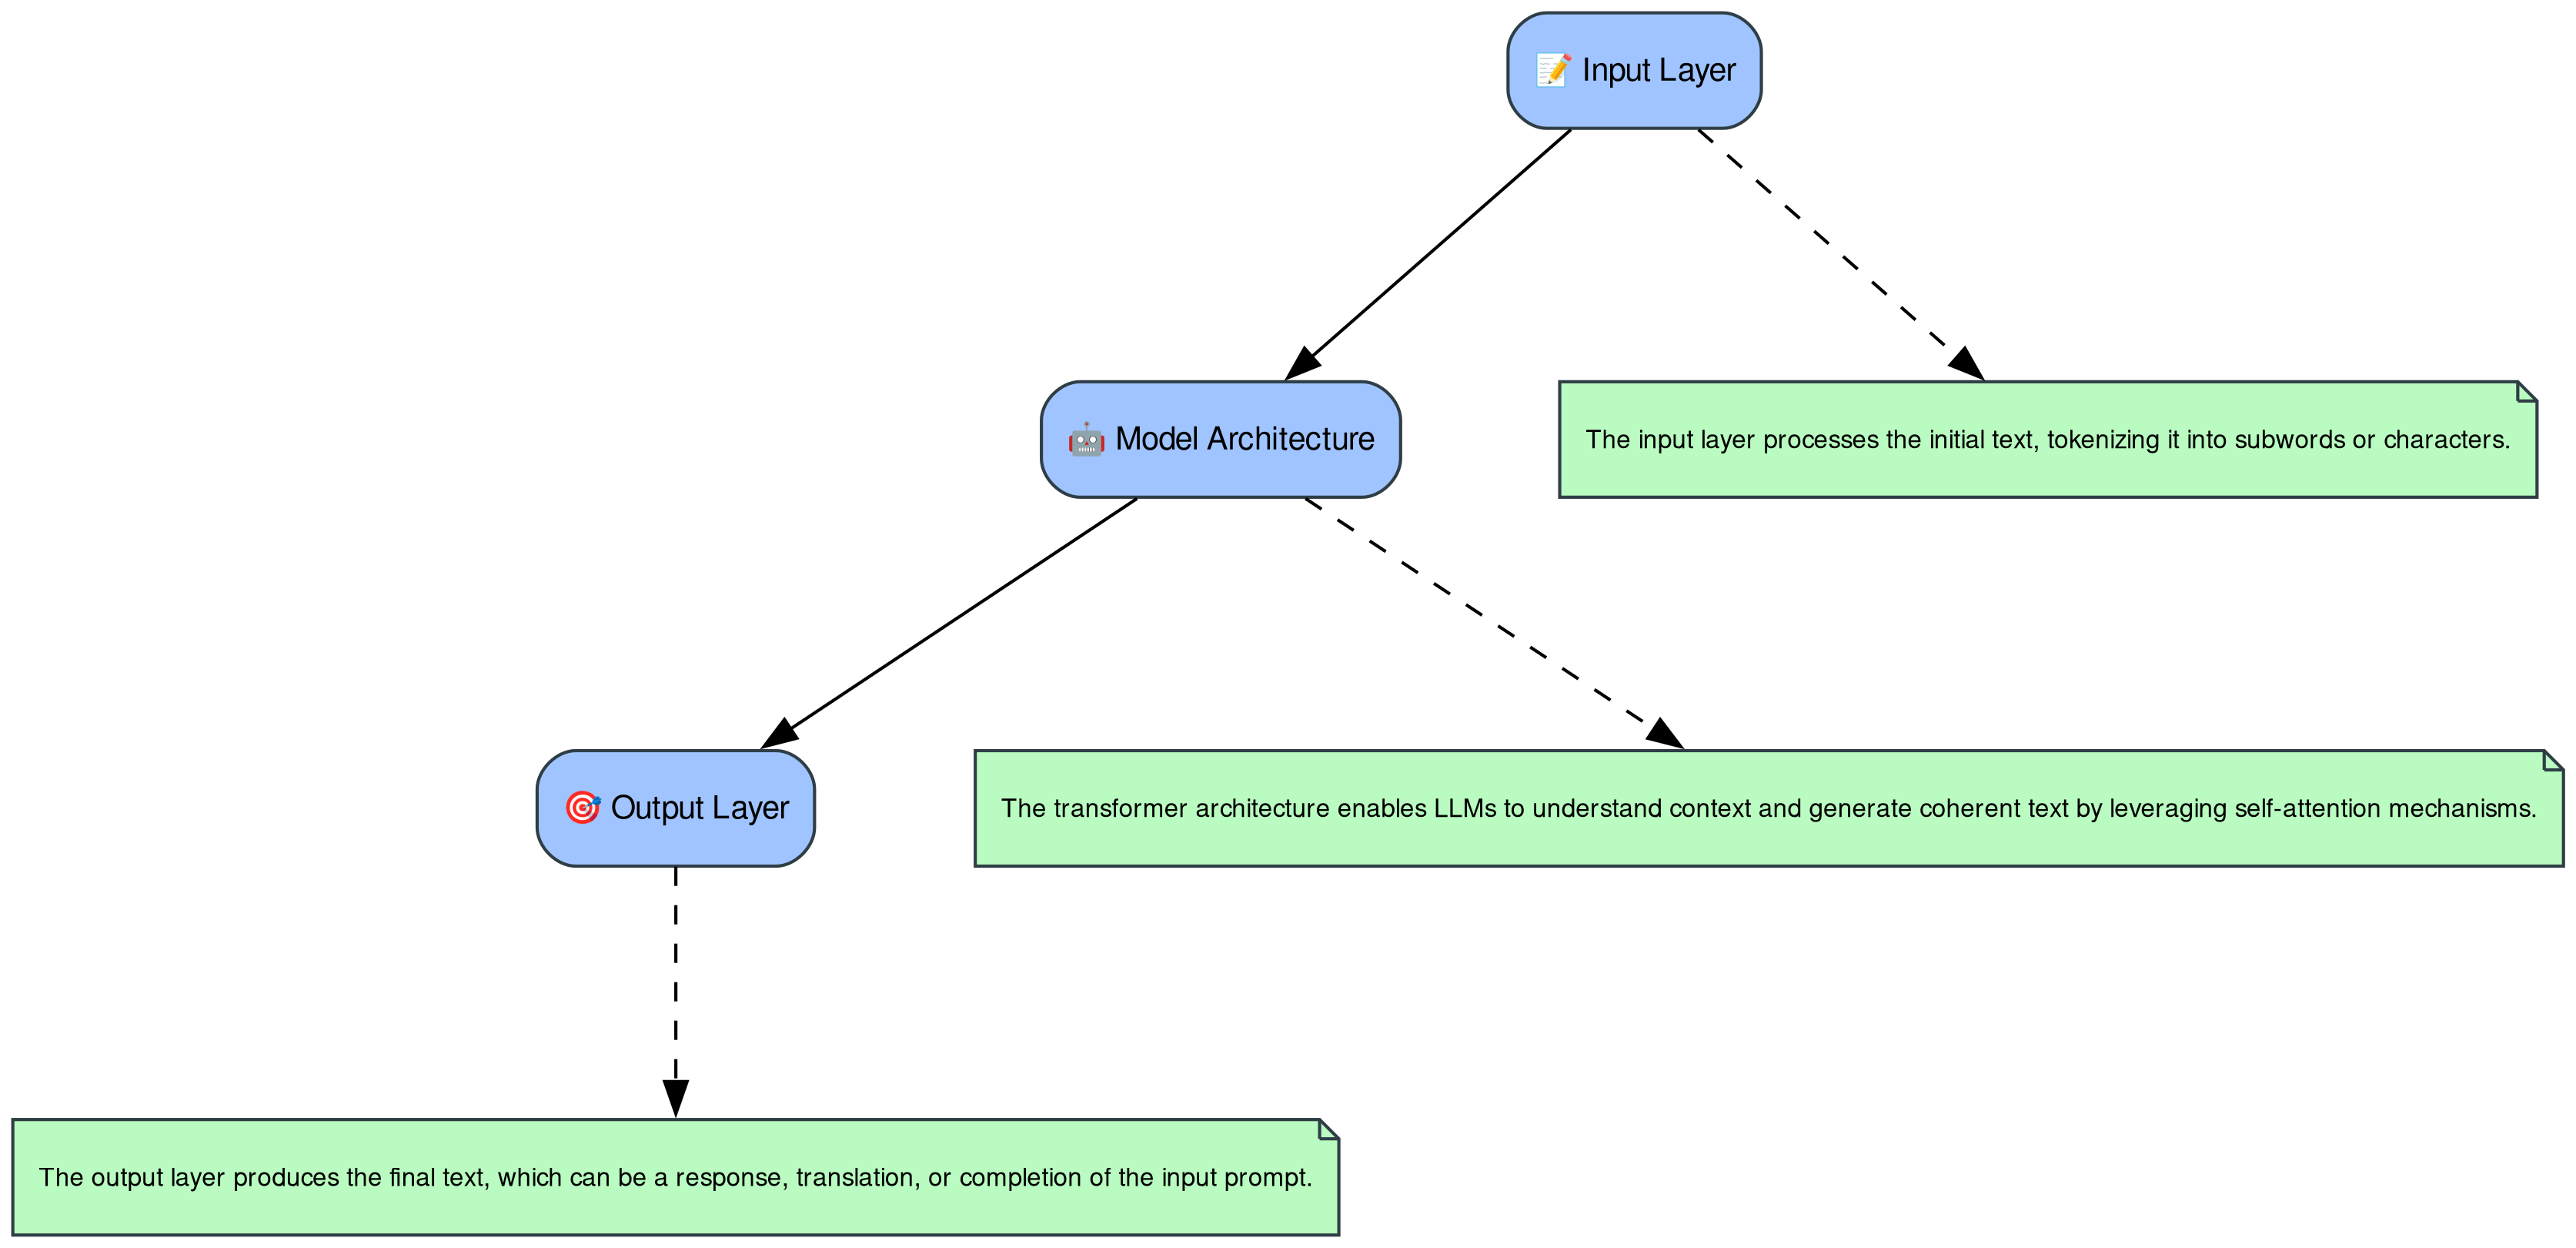 📝 Input Layer
🤖 Model Architecture
The input layer processes the initial text, tokenizing it into subwords or characters.
🎯 Output Layer
The transformer architecture enables LLMs to understand context and generate coherent text by leveraging self-attention mechanisms.
The output layer produces the final text, which can be a response, translation, or completion of the input prompt.